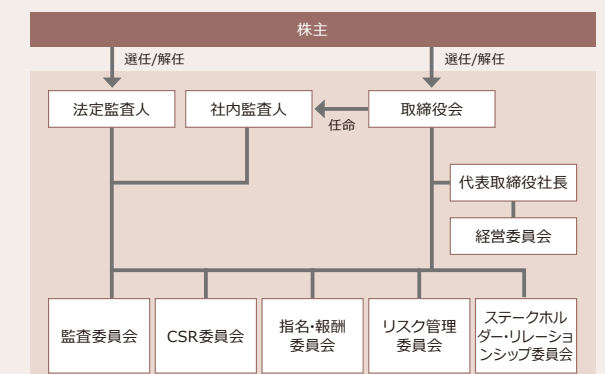 株主
選任/解任
選任/解任
法定監査人
社内監査人
取締役会
任命
代表取締役社長
経営委員会
監査委員会
CSR委員会
指名・報酬
委員会
リスク管理
委員会
ステークホル
ダー・リレーショ
ンシップ委員会